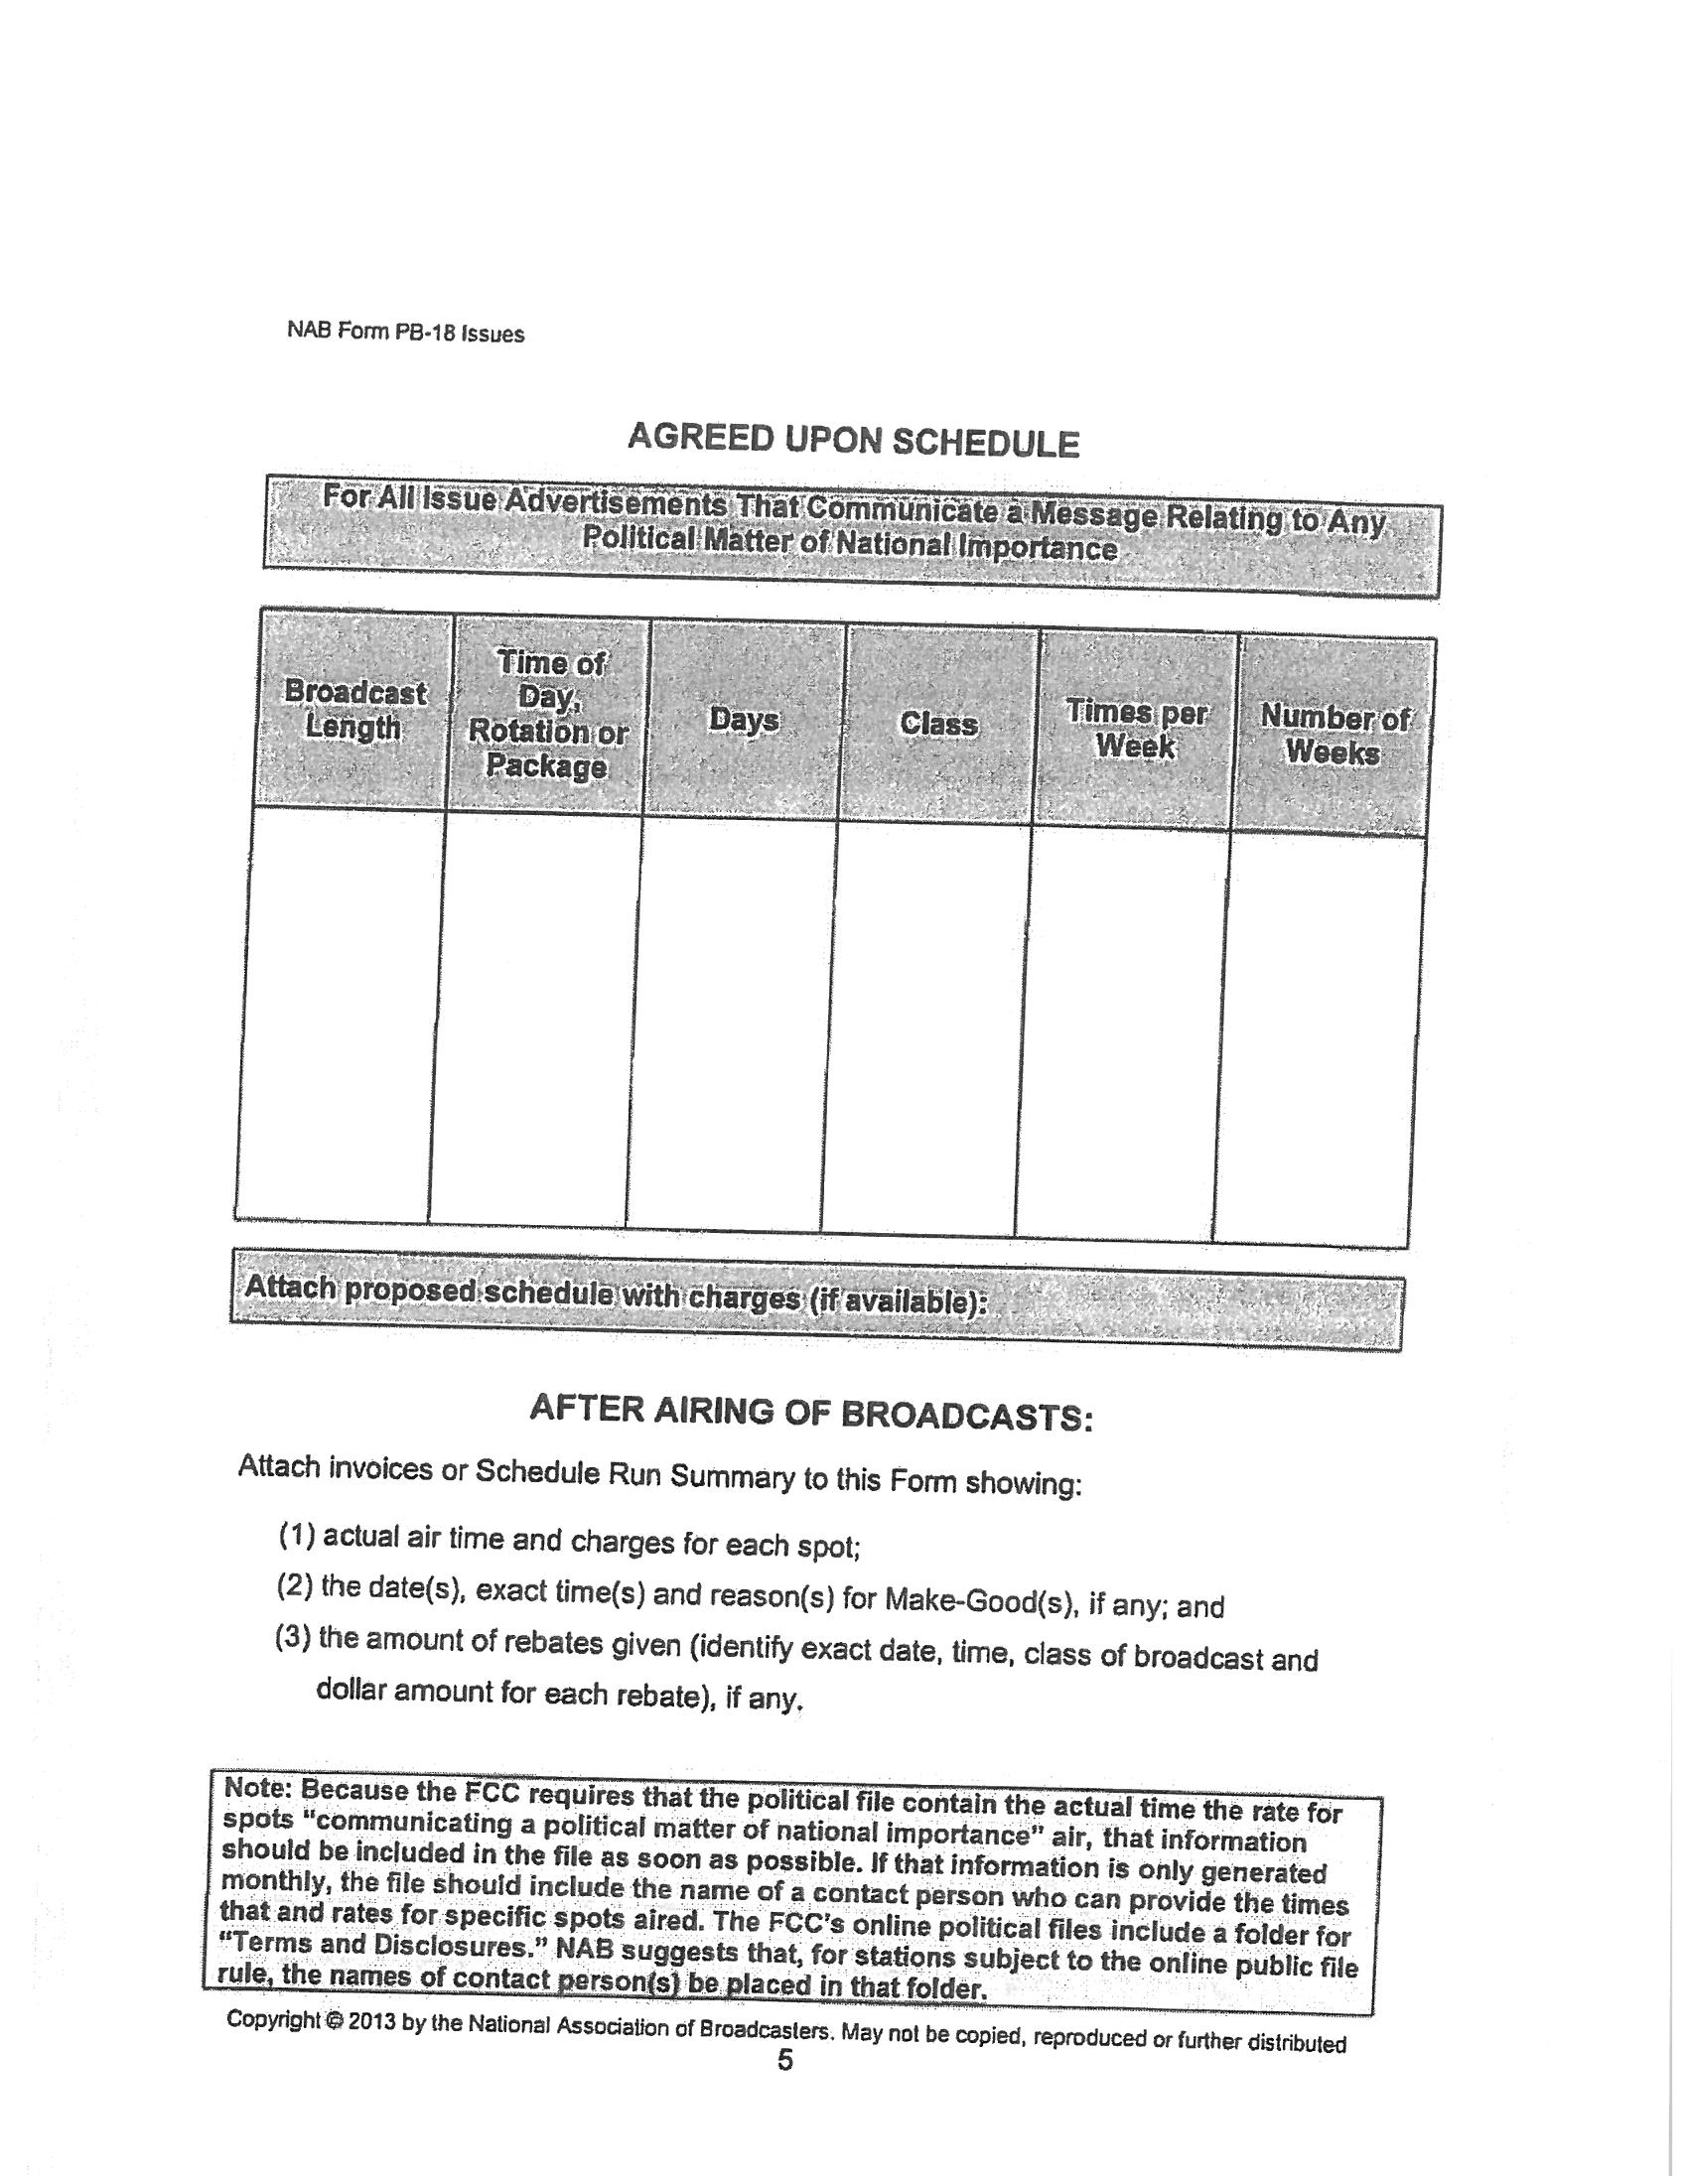 NAB Form PB-18 Issues
AGREED UPON SCHEDULE
For All Issue Advertisements That Communicate a Message Relating to Any
Political Matter of National Importance
Broadcast
Length
Time of
Day,
Rotation or
Package
Days
Class
Times per
Week
Number of
Weeks
Attach proposed schedule with charges (if available):
AFTER AIRING OF BROADCASTS:
Attach invoices or Schedule Run Summary to this Form showing:
(1) actual air time and charges for each spot;
(2) the date(s), exact time(s) and reason(s) for Make-Good(s), if any; and
(3) the amount of rebates given (identify exact date, time, class of broadcast and
dollar amount for each rebate), if any.
Note: Because the FCC requires that the political file contain the actual time the rate for
spots "communicating a political matter of national importance" air, that information
should be included in the file as soon as possible. If that information is only generated
monthly, the file should include the name of a contact person who can provide the times
that and rates for specific spots aired. The FCC's online political files include a folder for
"Terms and Disclosures." NAB suggests that, for stations subject to the online public file
rule, the names of contact person(s) be placed in that folder.
Copyright © 2013 by the National Association of Broadcasters. May not be copied, reproduced or further distributed
5